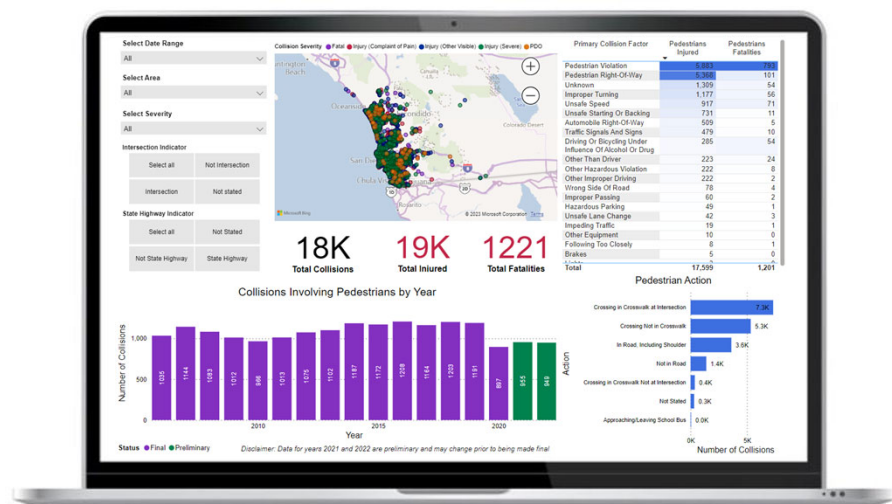 Select Date Range
All
Select Area
All
Select Severity
All
Intersection Indicator
Select all
Not Intersection
Intersection
Not stated
State Highway Indicator
Select all
Not Stated
Not State Highway
State Highway
Collision Severity Fatal Injury (Complaint of Pain) Injury (Other Visible) Injury (Severe) PDO
Beach
Oceanside
Colorado Desert
San Die
Chula V
Rosarito
Microsoft Bing
© 2023 Microsoft Corporation Terms
18K
Total Collisions
19K
Total Injured
1221
Total Fatalities
Primary Collision Factor Pedestrians Injured Pedestrians Fatalities
Pedestrian Violation 5,883 793
Pedestrian Right-Of-Way 5,360 101
Unknown 1,309 54
Improper Turning 1,177 56
Unsafe Speed 917 71
Unsafe Starting Or Backing 731 11
Automobile Right-Of-Way 509 5
Traffic Signals And Signs 479 10
Driving Or Bicycling Under 285 54
Influence Of Alcohol Or Drug
Other Than Driver 223 24
Other Hazardous Violation 222 8
Other Improper Driving 222 2
Wrong Side Of Road 78 4
Improper Passing 60 2
Hazardous Parking 49 1
Unsafe Lane Change 42 3
Impeding Traffic 19 1
Other Equipment 10 0
Following Too Closely 8 1
Brakes 5 0
Total 17,599 1,201
Collisions Involving Pedestrians by Year
Number of Collisions
1,000
500
0
1035
1144
1083
1012
966
1013
1075
1102
1187
1172
1208
1164
1203
1191
897
955
949
2010
2015
2020
Year
Status Final Preliminary
Disclaimer: Data for years 2021 and 2022 are preliminary and may change prior to being made final
Pedestrian Action
Action
Crossing in Crosswalk at Intersection 7.3K
Crossing Not in Crosswalk 5.3K
In Road, Including Shoulder 3.6K
Not in Road 1.4K
Crossing in Crosswalk Not at Intersection 0.4K
Not Stated 0.3K
Approaching/Leaving School Bus 0.0K
0K
5K
Number of Collisions